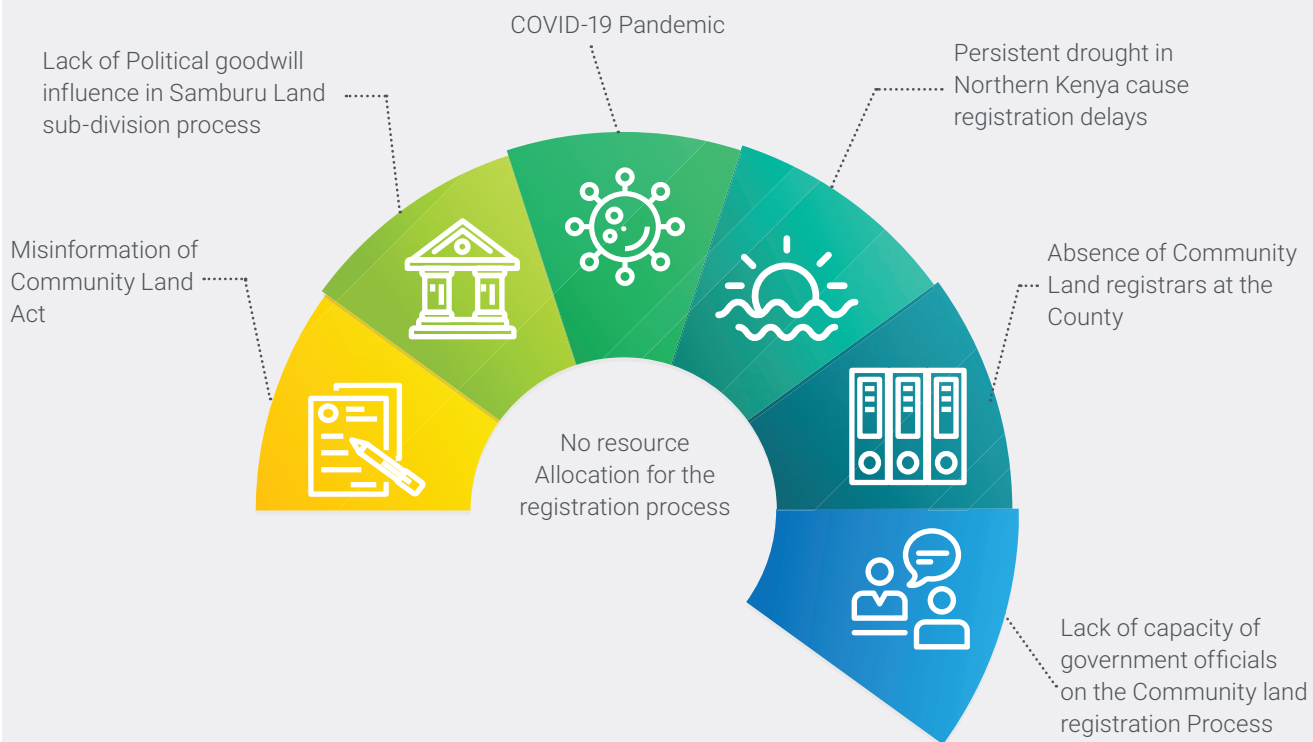 COVID-19 Pandemic
Lack of Political goodwill
influence in Samburu Land
sub-division process
Persistent drought in
Northern Kenya cause
registration delays
Misinformation of
Community Land
Act
Absence of Community
Land registrars at the
County
No resource
Allocation for the
registration process
Lack of capacity of
government officials
on the Community land
registration Process